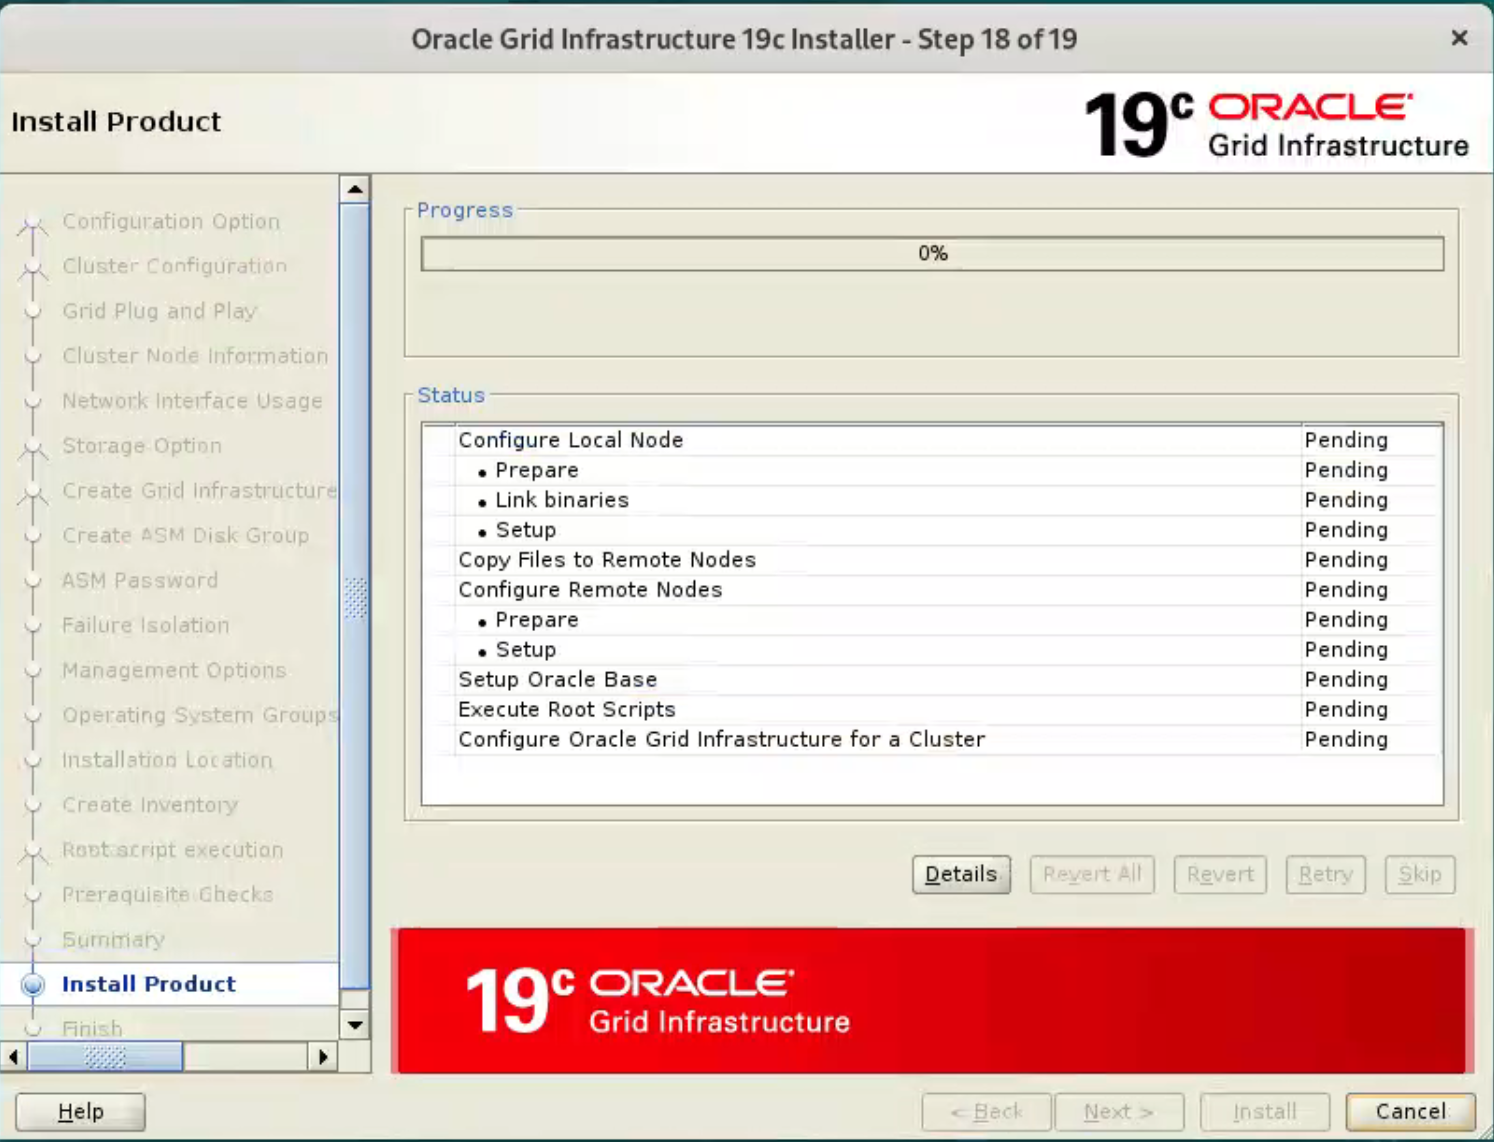 Oracle Grid Infrastructure 19c Installer - Step 18 of 19
×
Install Product
19c ORACLE
Grid Infrastructure
Configuration Option
Cluster Configuration
Grid Plug and Play
Cluster Node Information
Network Interface Usage
Storage Option
Create Grid Infrastructure
Create ASM Disk Group
ASM Password
Failure Isolation
Management Options
Operating System Groups
Installation Location
Create Inventory
Root script execution
Prerequisite Checks
Summary
Install Product
Finish
Progress
0%
Status
Configure Local Node Pending
• Prepare Pending
• Link binaries Pending
• Setup Pending
Copy Files to Remote Nodes Pending
Configure Remote Nodes Pending
• Prepare Pending
• Setup Pending
Setup Oracle Base Pending
Execute Root Scripts Pending
Configure Oracle Grid Infrastructure for a Cluster Pending
Details Revert All Revert Retry Skip
19c ORACLE
Grid Infrastructure
Help < Back Next > Install Cancel